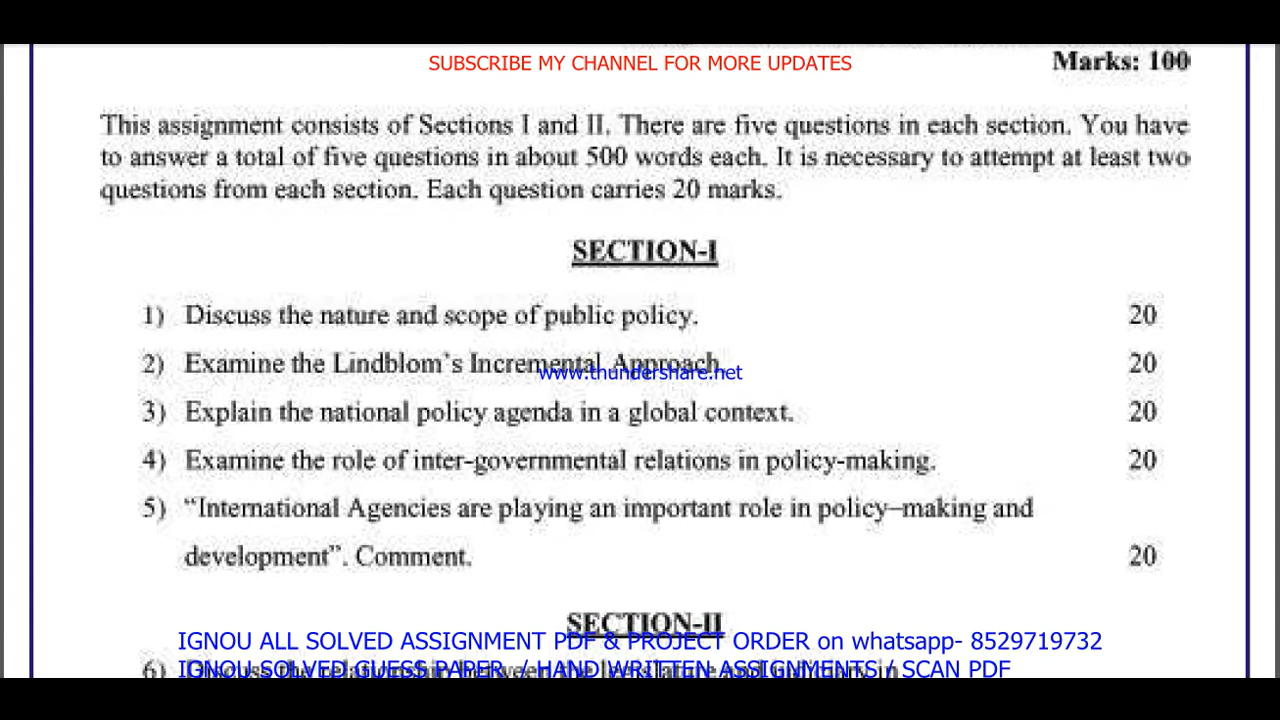 SUBSCRIBE MY CHANNEL FOR MORE UPDATES
Marks: 100
This assignment consists of Sections I and II. There are five questions in each section. You have
to answer a total of five questions in about 500 words each. It is necessary to attempt at least two
questions from each section. Each question carries 20 marks.
SECTION-I
1) Discuss the nature and scope of public policy. 20
2) Examine the Lindblom's Incremental Approach. 20
www.thundershare.net
3) Explain the national policy agenda in a global context. 20
4) Examine the role of inter-governmental relations in policy-making. 20
5) “International Agencies are playing an important role in policy–making and
development”. Comment. 20
SECTION-II
IGNOU ALL SOLVED ASSIGNMENT PDF & PROJECT ORDER on whatsapp- 8529719732
6) Discuss the relationship between the
IGNOU SOLVED GUESS PAPER / HANDWRITTEN ASSIGNMENTS SCAN PDF